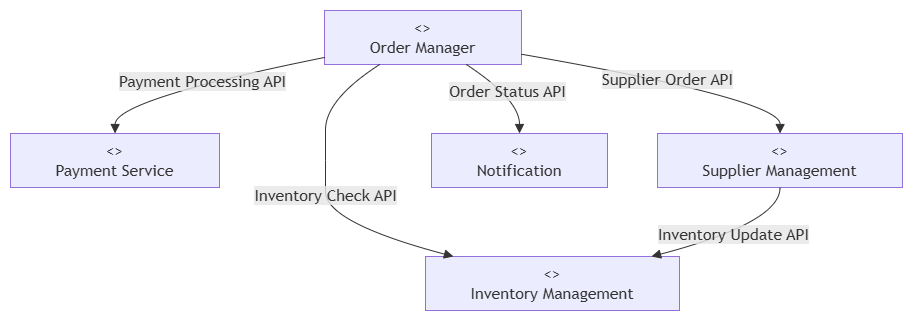 <>
Order Manager
Payment Processing API
Order Status API
Supplier Order API
<>
Payment Service
<>
Notification
<>
Supplier Management
Inventory Check API
Inventory Update API
<>
Inventory Management